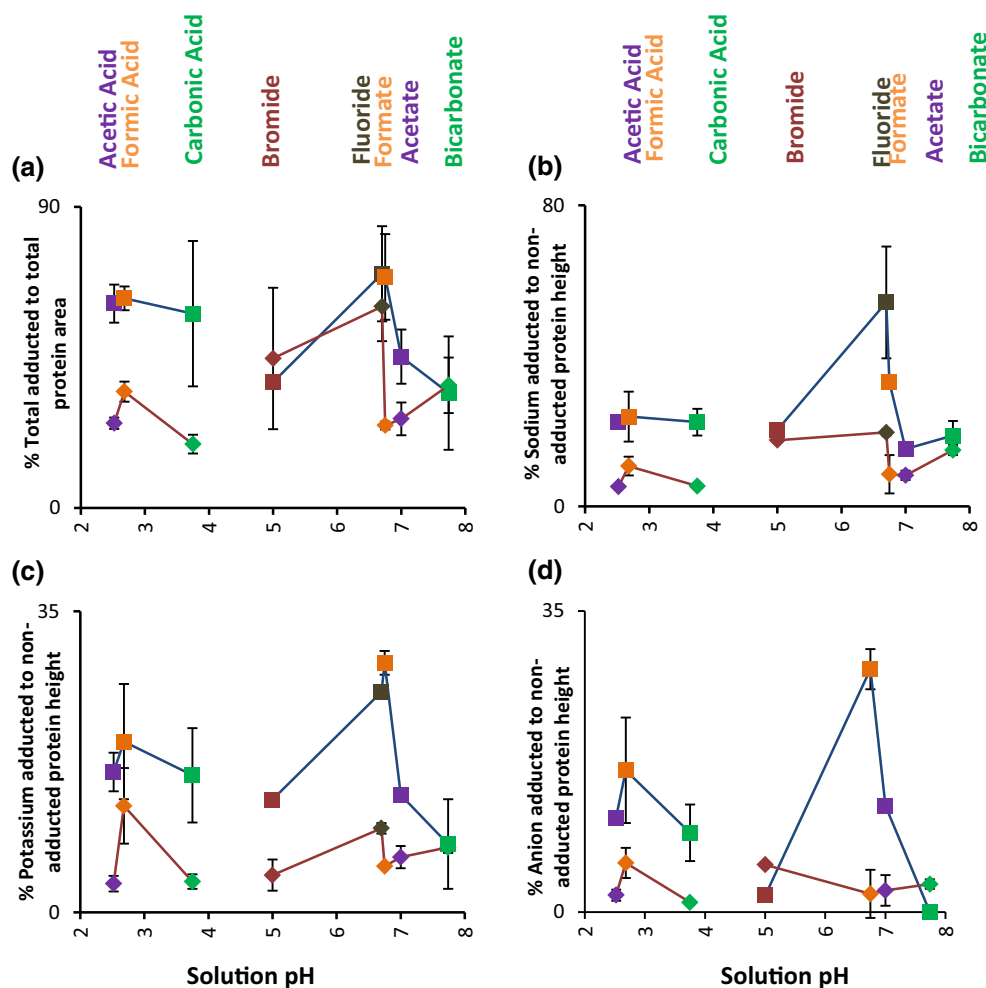 Acetic Acid
Formic Acid
Carbonic Acid
Bromide
Fluoride
Formate
Acetate
Bicarbonate
Acetic Acid
Formic Acid
Carbonic Acid
Bromide
Fluoride
Formate
Acetate
Bicarbonate
(a)
% Total adducted to total
protein area
90
0
2 3 4 5 6 7 8
(b)
% Sodium adducted to non-
adducted protein height
80
0
2 3 4 5 6 7 8
(c)
% Potassium adducted to non-
adducted protein height
35
0
2 3 4 5 6 7 8
Solution pH
(d)
% Anion adducted to non-
adducted protein height
35
0
2 3 4 5 6 7 8
Solution pH